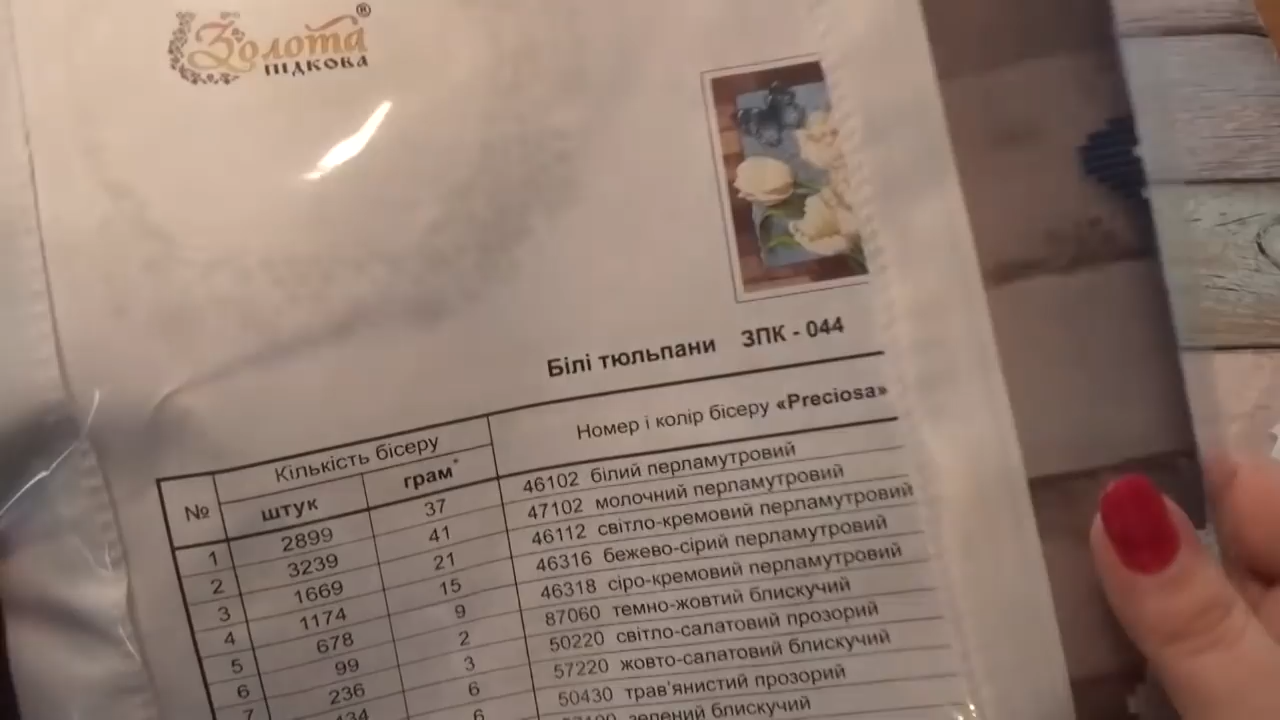 Золота®
ПІДКОВА
Білі тюльпани ЗПК - 044
№ Кількість бісеру Номер і колір бісеру «Preciosa»
штук грам*
1 2899 37 46102 білий перламутровий
2 3239 41 47102 молочний перламутровий
3 1669 21 46112 світло-кремовий перламутровий
4 1174 15 46316 бежево-сірий перламутровий
5 678 9 46318 сіро-кремовий перламутровий
6 99 2 87060 темно-жовтий блискучий
7 236 3 50220 світло-салатовий прозорий
6 57220 жовто-салатовий блискучий
6 50430 трав'янистий прозорий
зелений блискучий